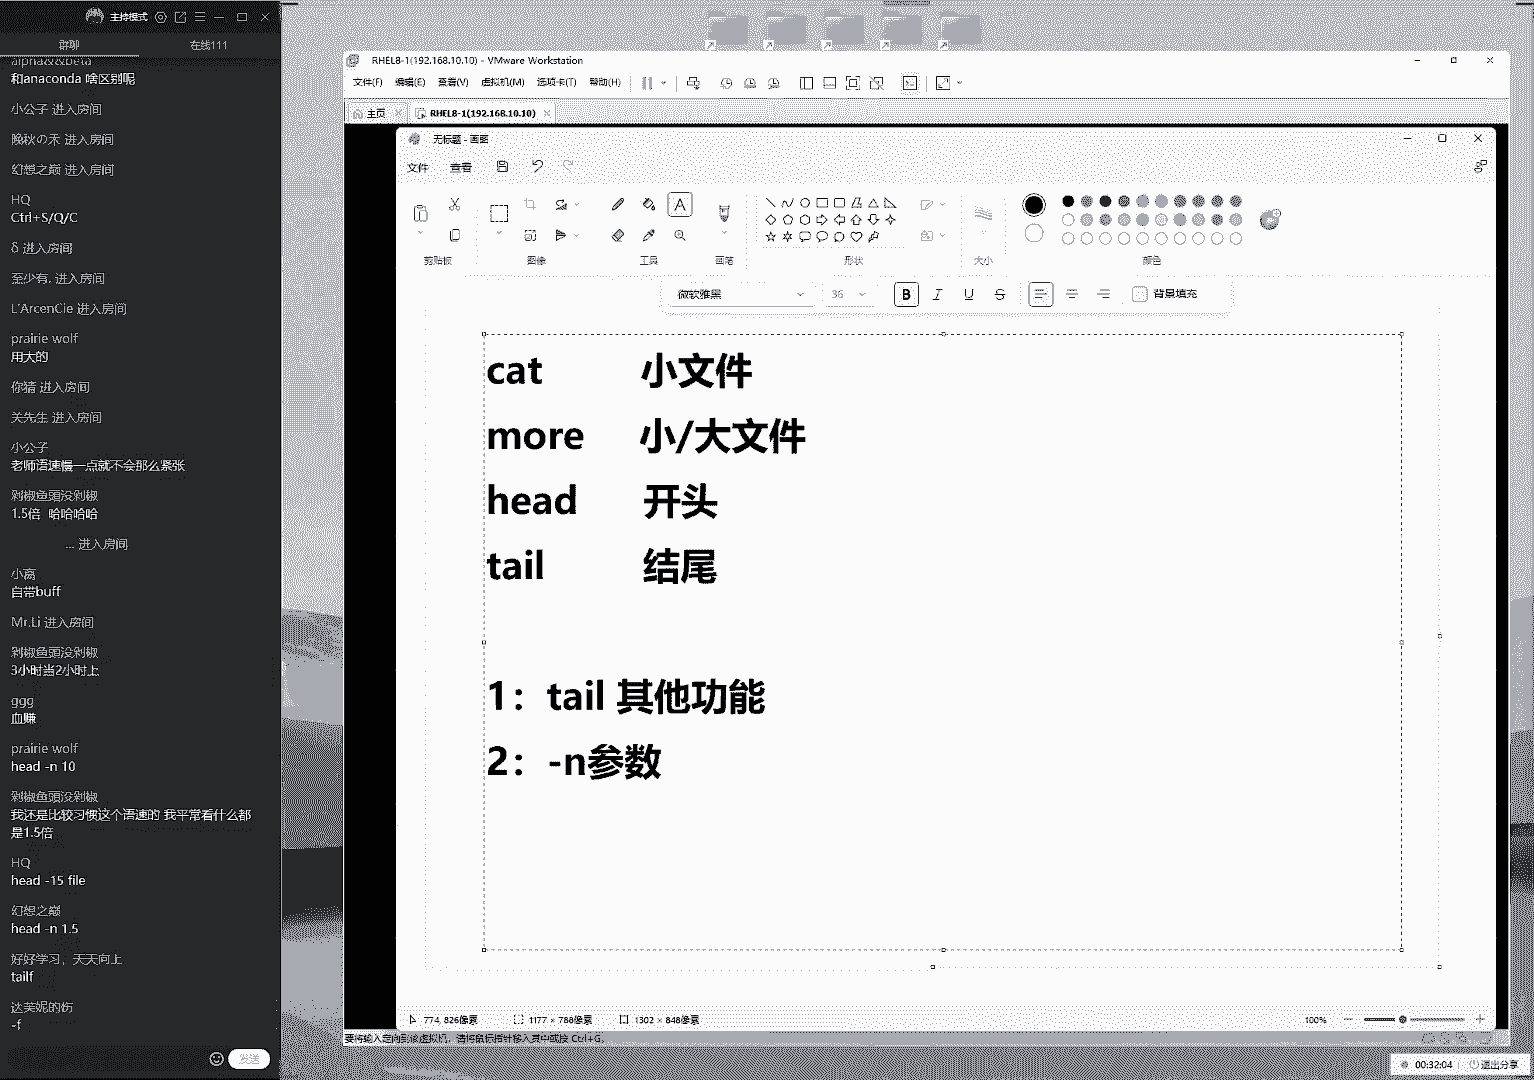 主持模式
群聊
在线111
alpha&&beta
和anaconda 啥区别呢
小公子 进入房间
晚秋の禾 进入房间
幻想之巅 进入房间
HQ
Ctrl+S/Q/C
δ 进入房间
至少有. 进入房间
L'ArcenCie 进入房间
prairie wolf
用大的
你猜 进入房间
关先生 进入房间
小公子
老师语速慢一点就不会那么紧张
剁椒鱼頭没剁椒
1.5倍 哈哈哈哈
... 进入房间
小离
自带buff
Mr.Li 进入房间
剁椒鱼頭没剁椒
3小时当2小时上
ggg
血赚
prairie wolf
head -n 10
剁椒鱼頭没剁椒
我还是比较习惯这个语速的 我平常看什么都
是1.5倍
HQ
head -15 file
幻想之巅
head -n 1.5
好好学习，天天向上
tailf
达芙妮的伤
-f
发送
RHEL8-1(192.168.10.10) - VMware Workstation
文件(F) 编辑(E) 查看(V) 虚拟机(M) 选项卡(T) 帮助(H)
主页 RHEL8-1(192.168.10.10)
无标题 - 画图
文件 查看
剪贴板 图像 工具 画笔 形状 大小 颜色
微软雅黑 36 B I U S 背景填充
cat 小文件
more 小/大文件
head 开头
tail 结尾
1：tail 其他功能
2：-n参数
774, 826像素 1177 × 788像素 1302 × 848像素 100%
要将输入定向到该虚拟机，请将鼠标指针移入其中或按 Ctrl+G。
00:32:04 退出分享